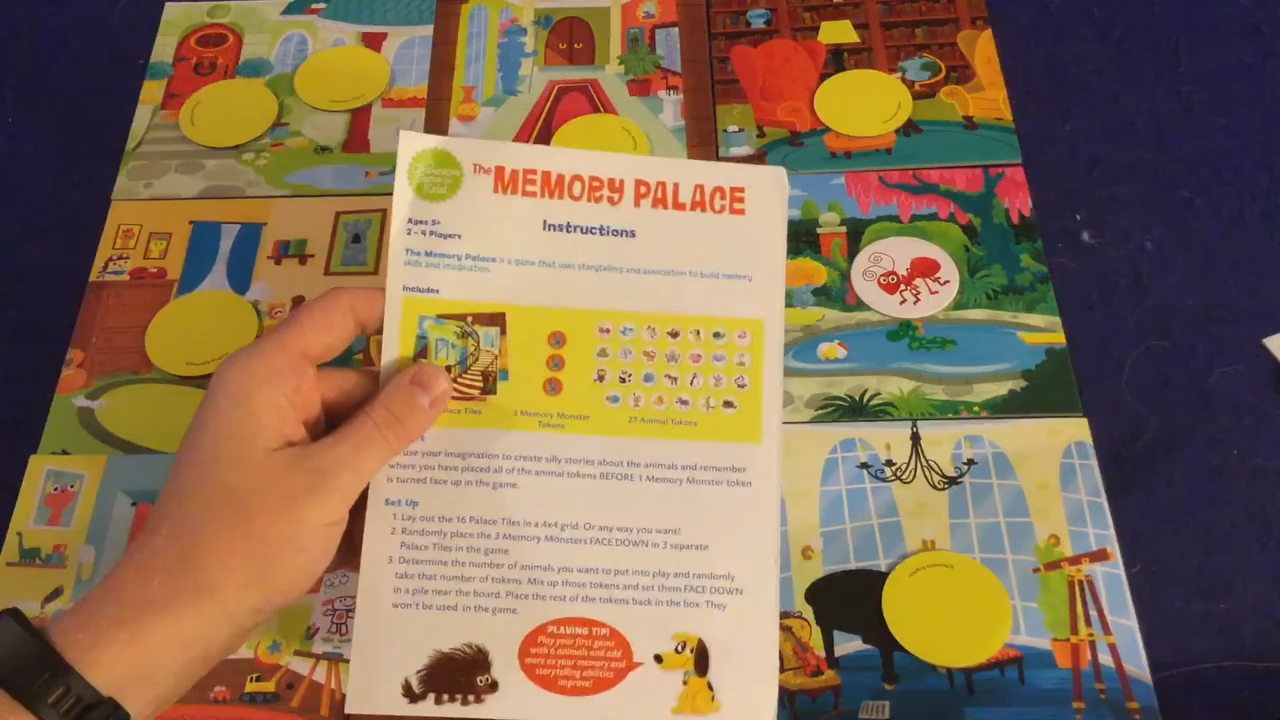 The MEMORY PALACE
Instructions
Ages 5+
2 - 4 Players
The Memory Palace is a game that uses storytelling and association to build memory
skills and imagination.
Includes
Palace Tiles
3 Memory Monster
Tokens
27 Animal Tokens
use your imagination to create silly stories about the animals and remember
where you have placed all of the animal tokens BEFORE 1 Memory Monster token
is turned face up in the game.
Set Up
1. Lay out the 16 Palace Tiles in a 4x4 grid. Or any way you want!
2. Randomly place the 3 Memory Monsters FACE DOWN in 3 separate
Palace Tiles in the game.
3. Determine the number of animals you want to put into play and randomly
take that number of tokens. Mix up those tokens and set them FACE DOWN
in a pile near the board. Place the rest of the tokens back in the box. They
won't be used in the game.
PLAYING TIP!
Play your first game
with 6 animals and add
more as your memory and
storytelling abilities
improve!